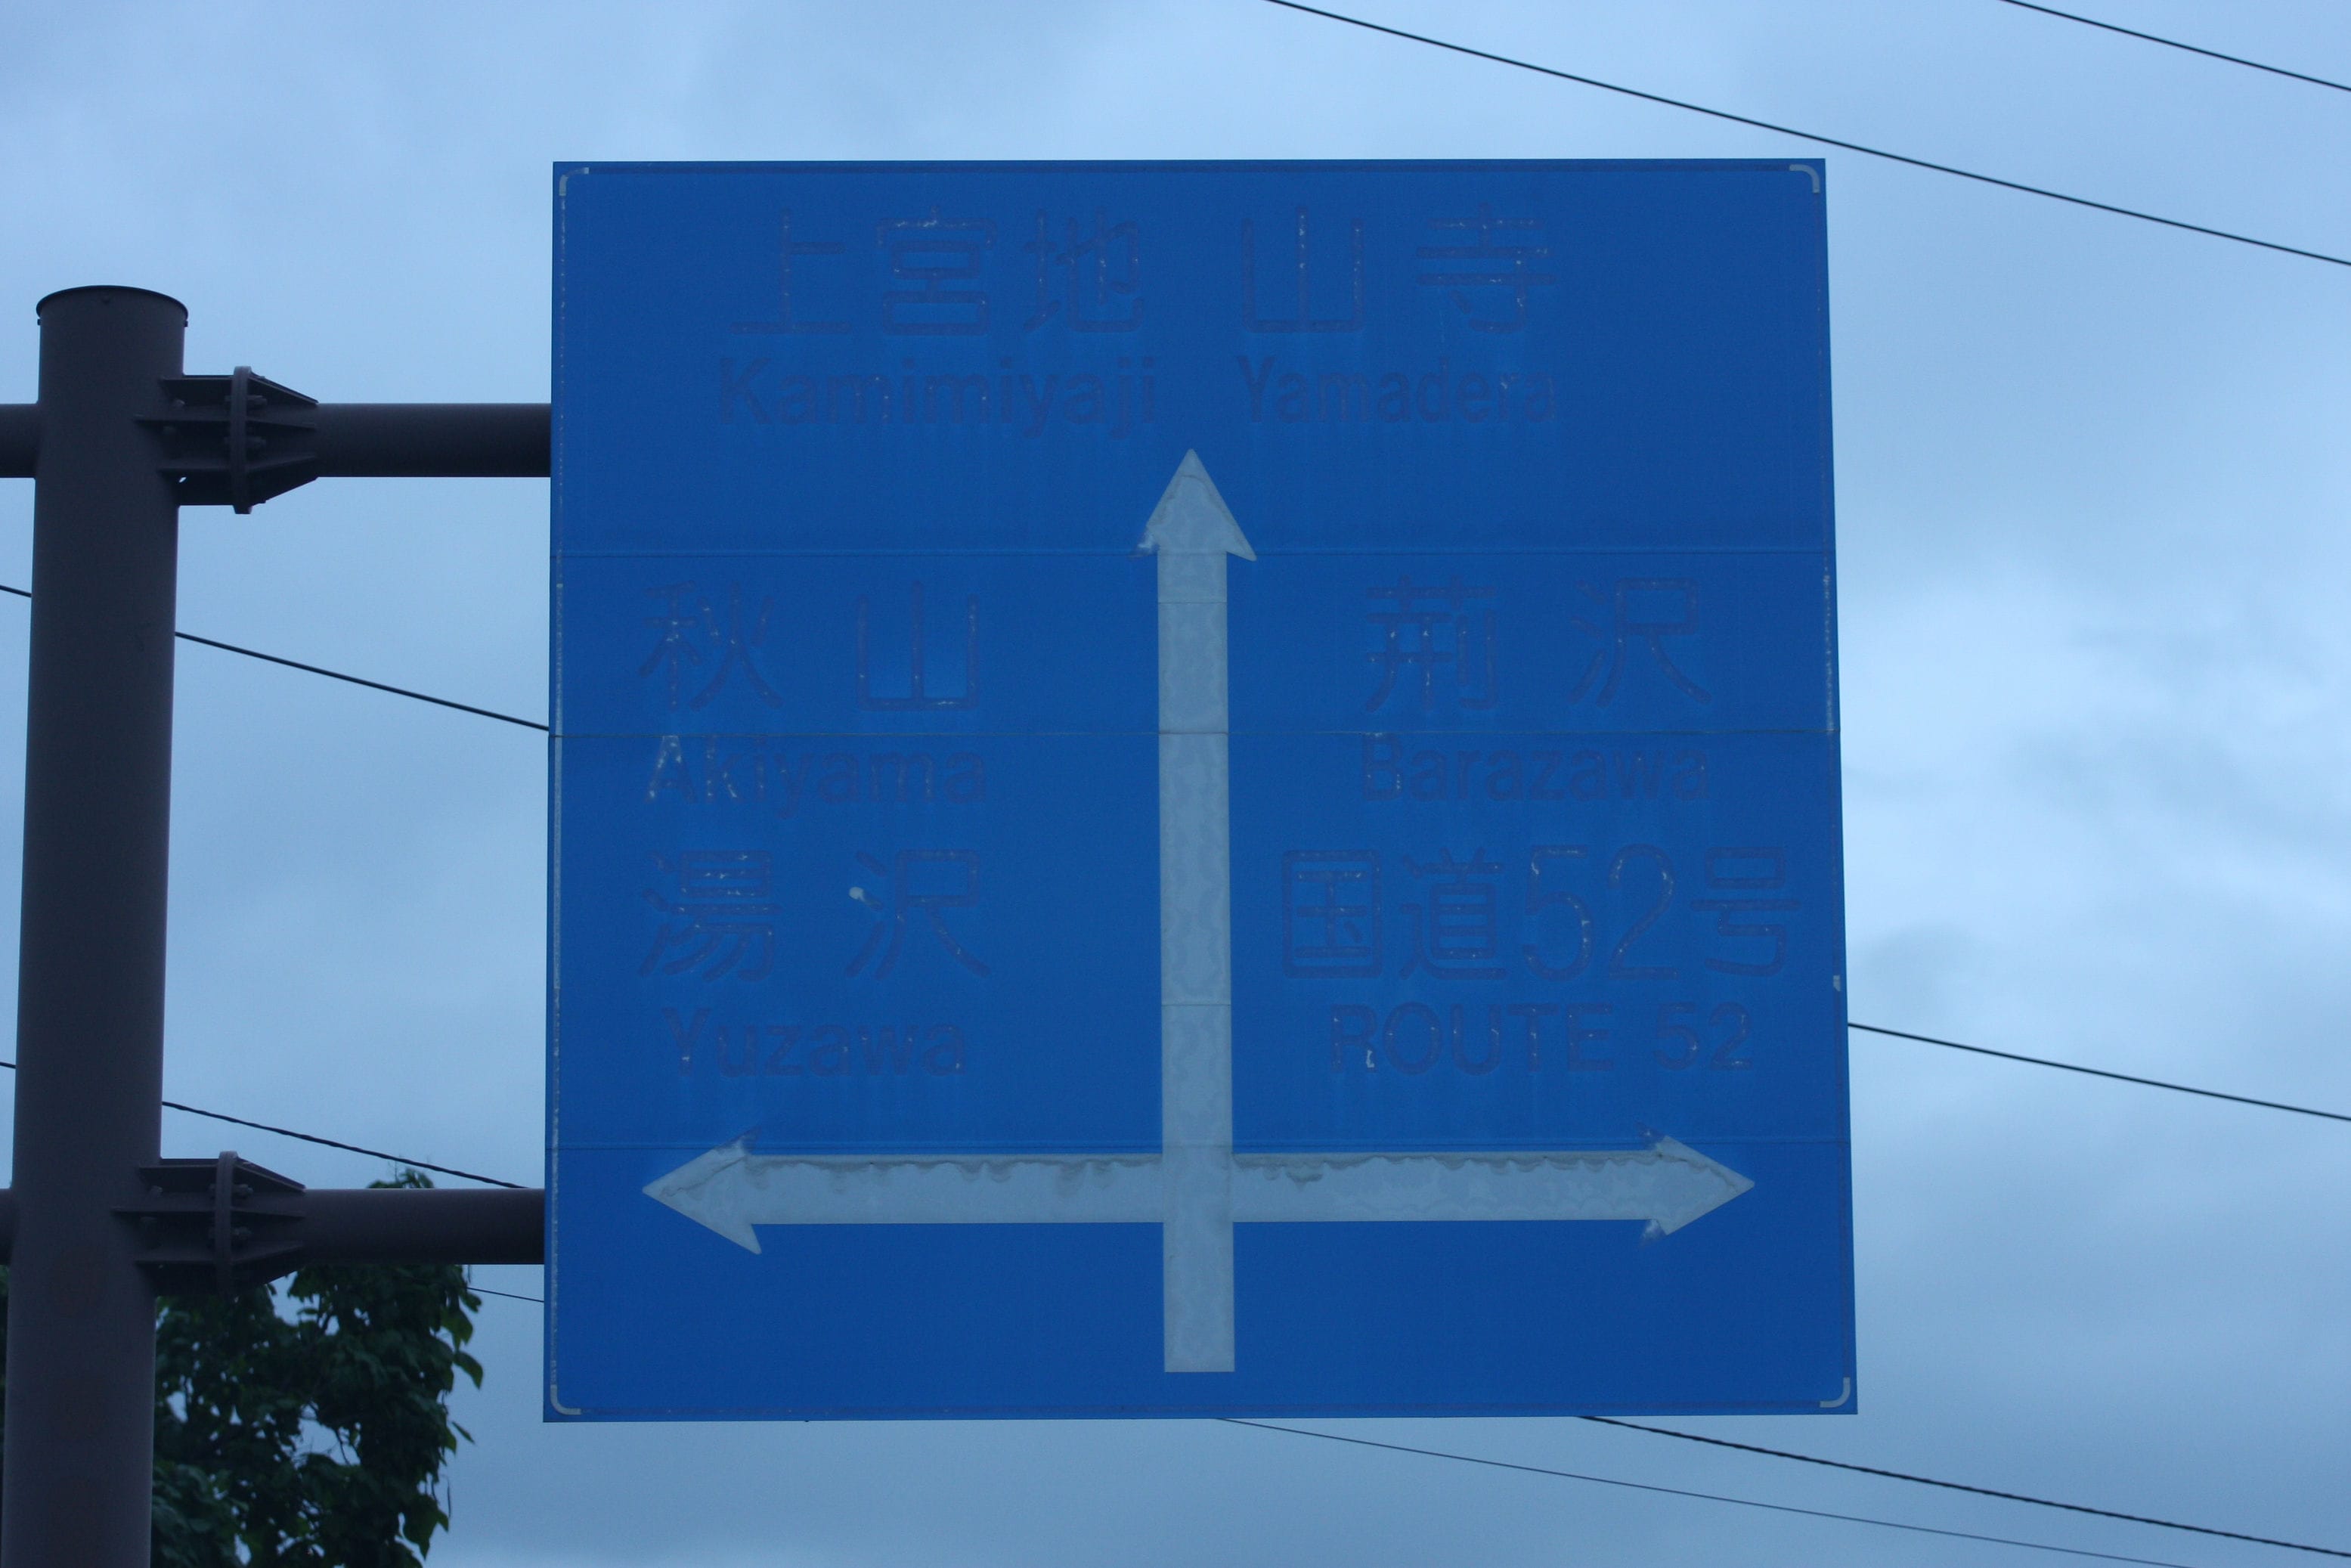 上宮地 山寺
Kamimiyaji Yamadera
秋山
Akiyama
湯沢
Yuzawa
荊沢
Barazawa
国道52号
ROUTE 52